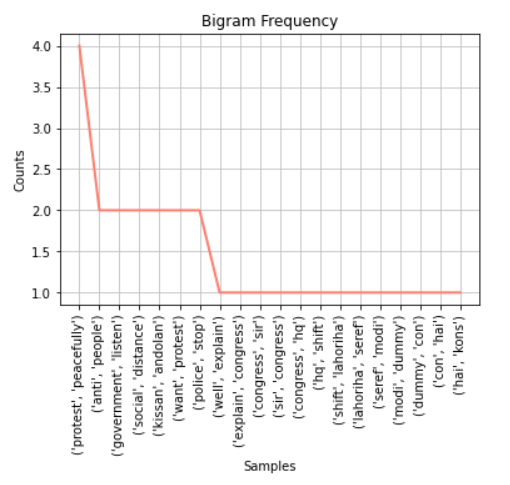 Bigram Frequency
4.0
3.5
3.0
2.5
2.0
1.5
1.0
Counts
('protest', 'peacefully')
('anti', 'people')
('government', 'listen')
('social', 'distance')
('kissan', 'andolan')
('want', 'protest')
('police', 'stop')
('well', 'explain')
('explain', 'congress')
('congress', 'sir')
('sir', 'congress')
('congress', 'hq')
('hq', 'shift')
('shift', 'lahoriha')
('lahoriha', 'seref')
('seref', 'modi')
('modi', 'dummy')
('dummy', 'con')
('con', 'hai')
('hai', 'kons')
Samples